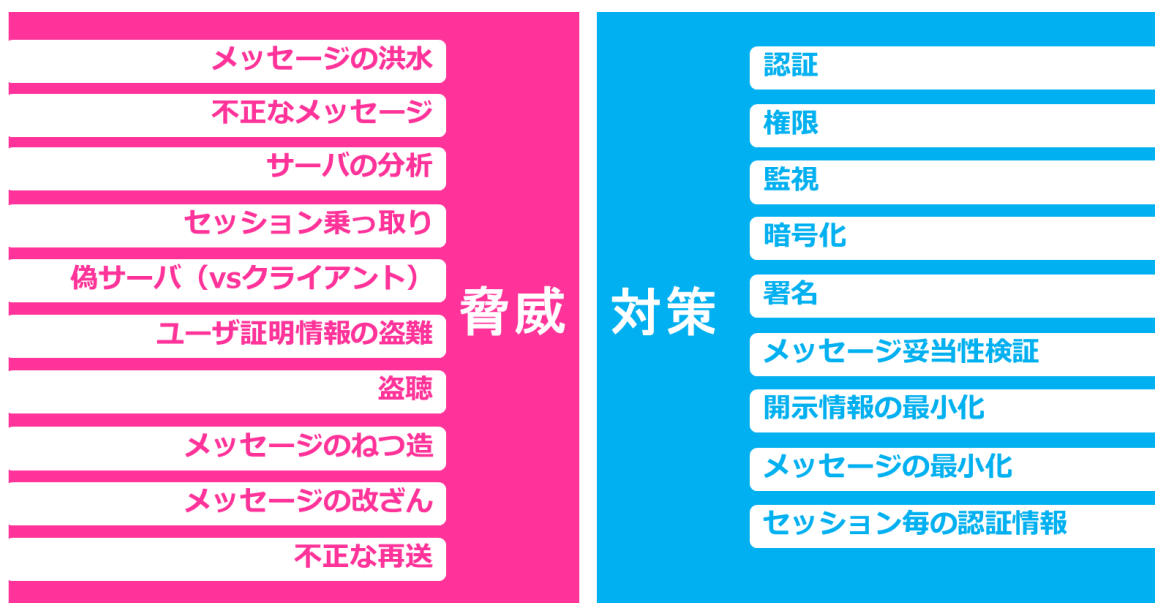 メッセージの洪水
不正なメッセージ
サーバの分析
セッション乗っ取り
偽サーバ（vsクライアント）
ユーザ証明情報の盗難
盗聴
メッセージのねつ造
メッセージの改ざん
不正な再送
脅威
対策
認証
権限
監視
暗号化
署名
メッセージ妥当性検証
開示情報の最小化
メッセージの最小化
セッション毎の認証情報